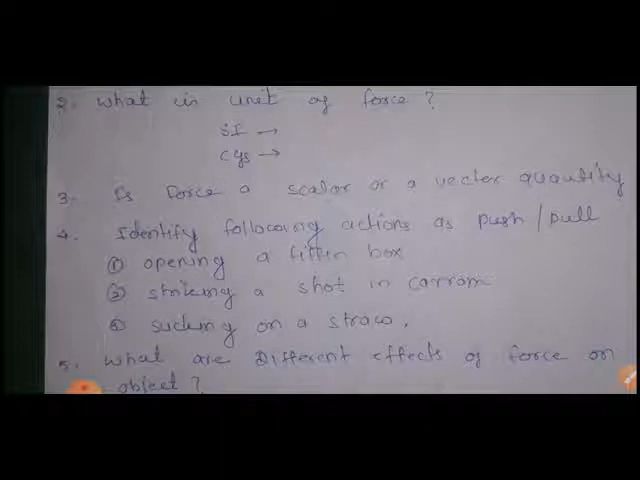 2. What is unit of force?
SI →
cgs →
3. Is force a scalar or a vector quantity
4. Identify following actions as push/pull
① opening a tiffin box
② striking a shot in carrom
③ sucking on a straw.
5. What are Different effects of force on
object?